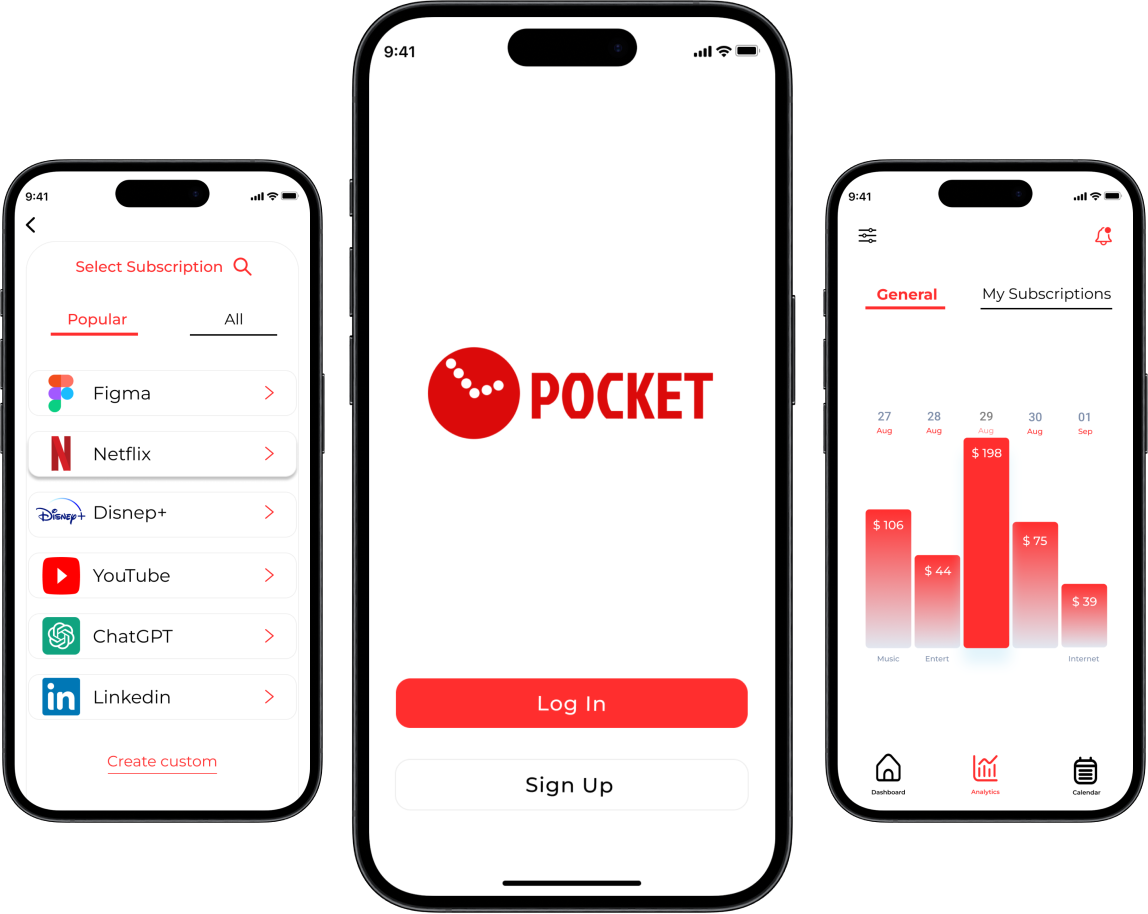 9:41
Select Subscription
Popular
All
Figma
N
Netflix
Disney+
Disnep+
YouTube
ChatGPT
in
Linkedin
Create custom
9:41
POCKET
Log In
Sign Up
9:41
General
My Subscriptions
27 28 29 30 01
Aug Aug Aug Aug Sep
$ 198
$ 106
$ 75
$ 44
$ 39
Music Entert Internet
Dashboard Analytics Calendar